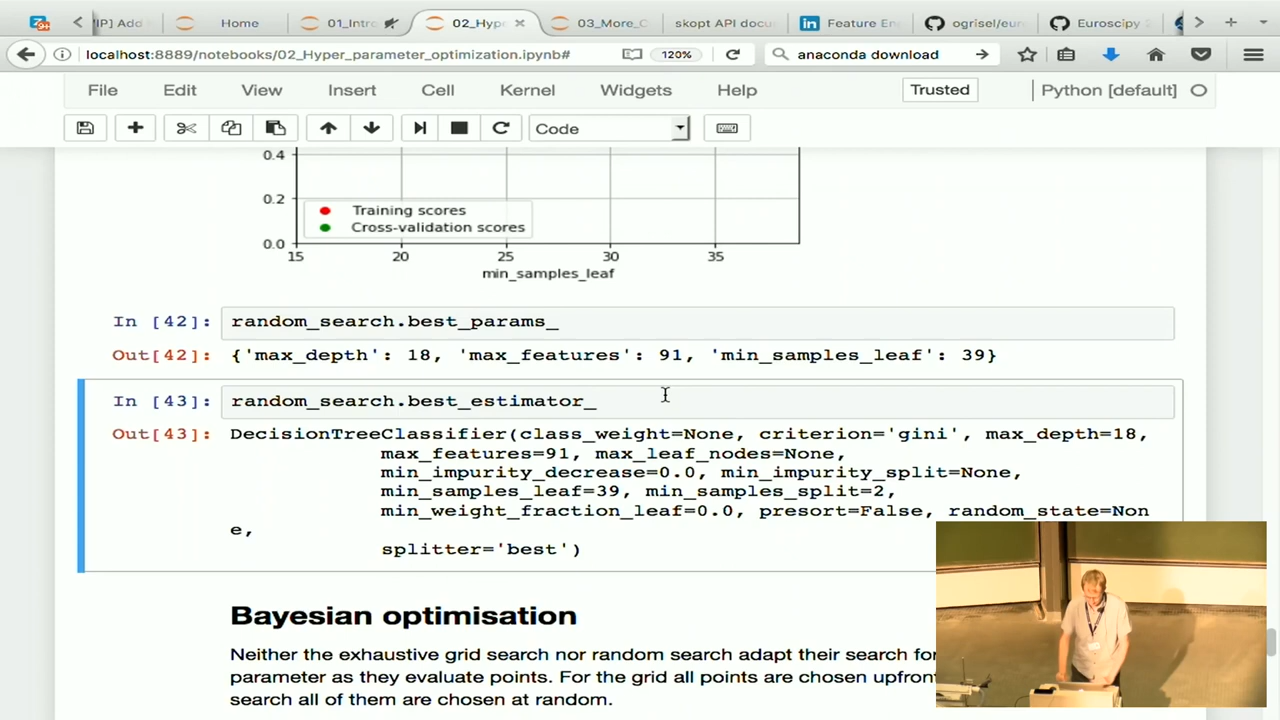 [IP] Add
Home
01_Intro
02_Hype
03_More_C
skopt API docu
Feature En
ogrisel/eur
Euroscipy
localhost:8889/notebooks/02_Hyper_parameter_optimization.ipynb#
120%
anaconda download
File Edit View Insert Cell Kernel Widgets Help
Trusted
Python [default]
Code
0.4
0.2
Training scores
Cross-validation scores
0.0
15 20 25 30 35
min_samples_leaf
In [42]: random_search.best_params_
Out[42]: {'max_depth': 18, 'max_features': 91, 'min_samples_leaf': 39}
In [43]: random_search.best_estimator_
Out[43]: DecisionTreeClassifier(class_weight=None, criterion='gini', max_depth=18,
max_features=91, max_leaf_nodes=None,
min_impurity_decrease=0.0, min_impurity_split=None,
min_samples_leaf=39, min_samples_split=2,
min_weight_fraction_leaf=0.0, presort=False, random_state=Non
e,
splitter='best')
Bayesian optimisation
Neither the exhaustive grid search nor random search adapt their search for
parameter as they evaluate points. For the grid all points are chosen upfron
search all of them are chosen at random.